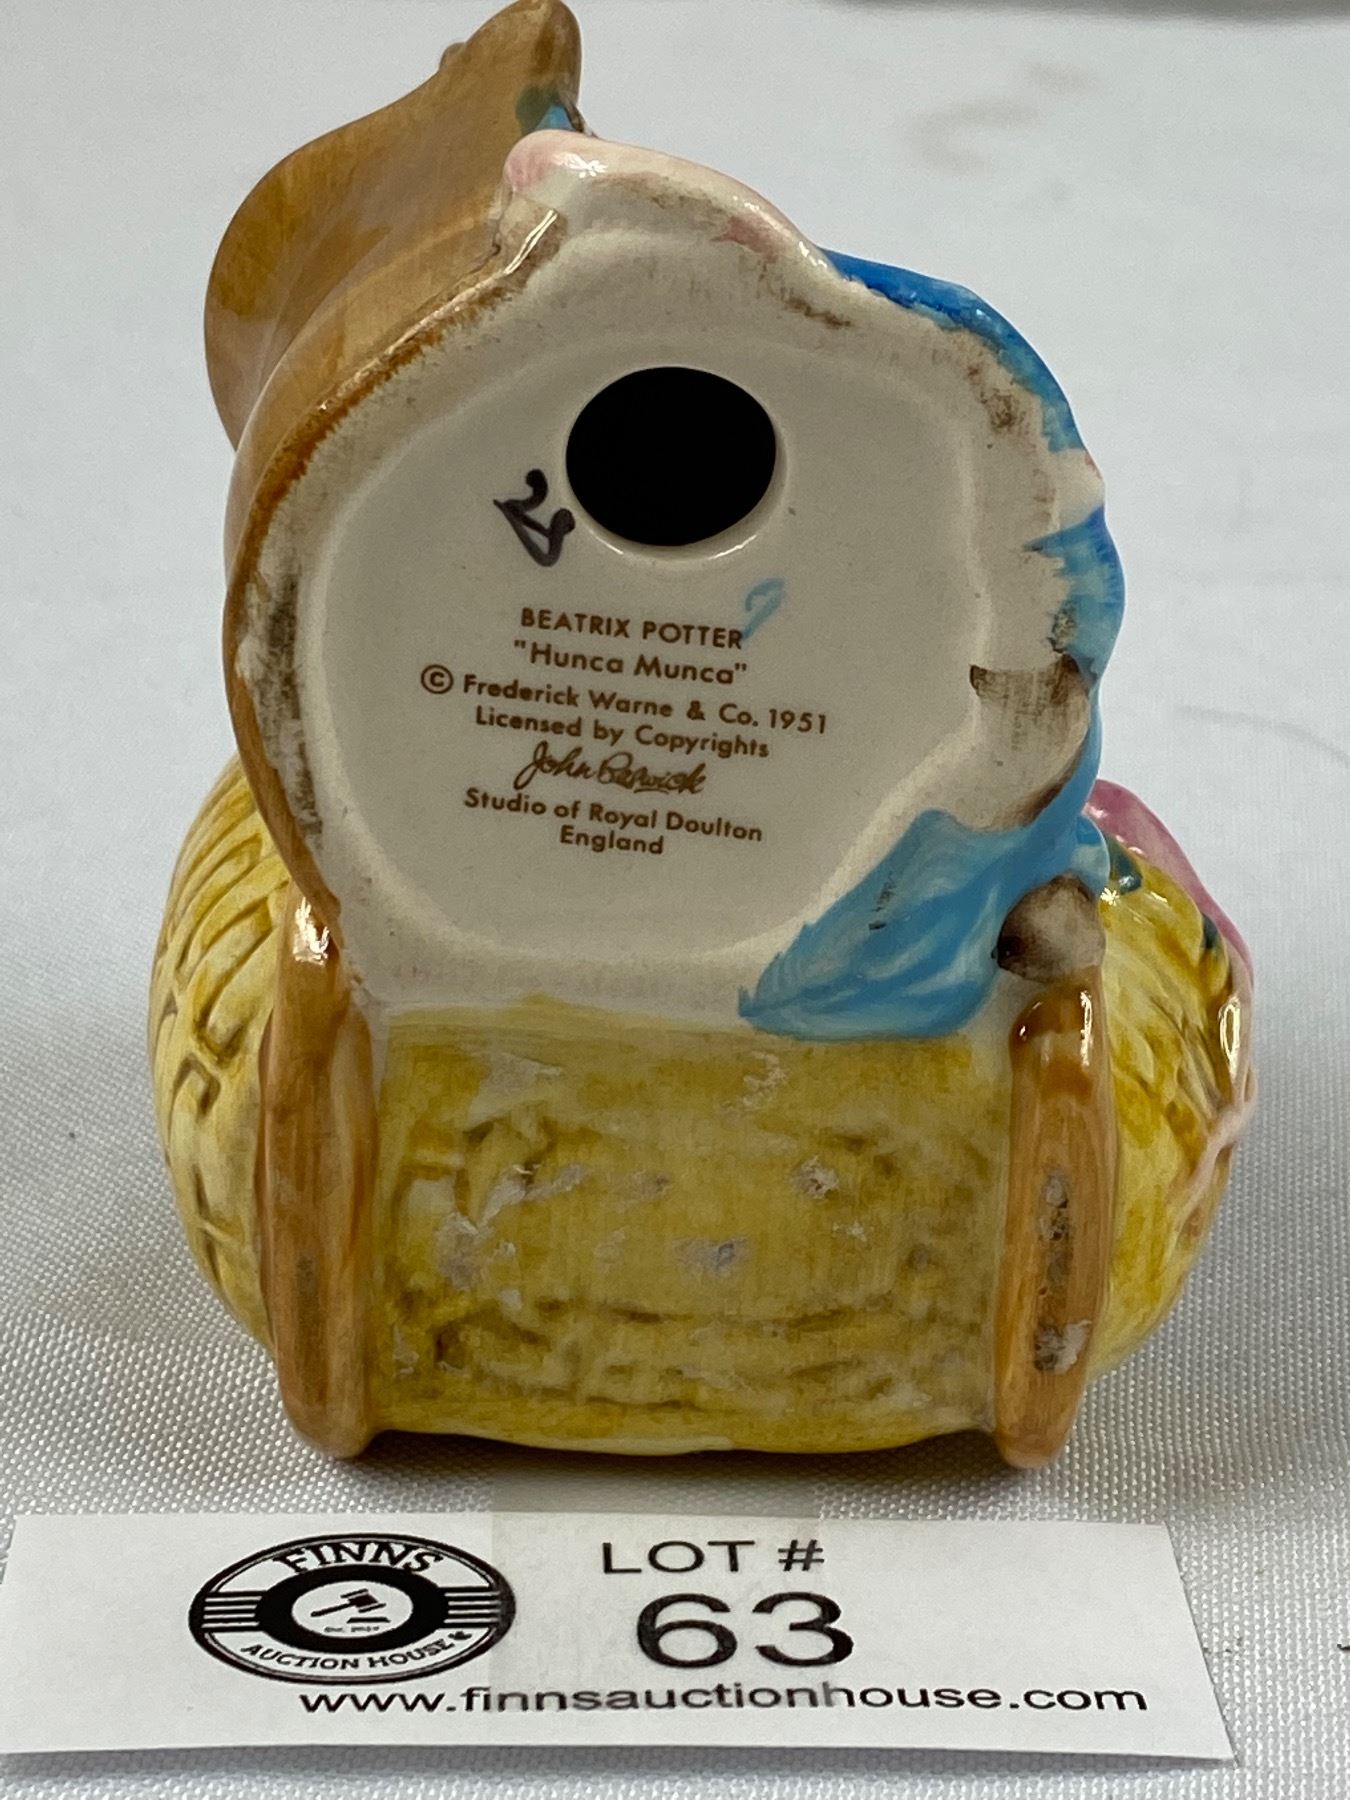 BEATRIX POTTER
"Hunca Munca"
© Frederick Warne & Co. 1951
Licensed by Copyrights
John Beswick
Studio of Royal Doulton
England
FINNS
AUCTION HOUSE
LOT #
63
www.finnsauctionhouse.com